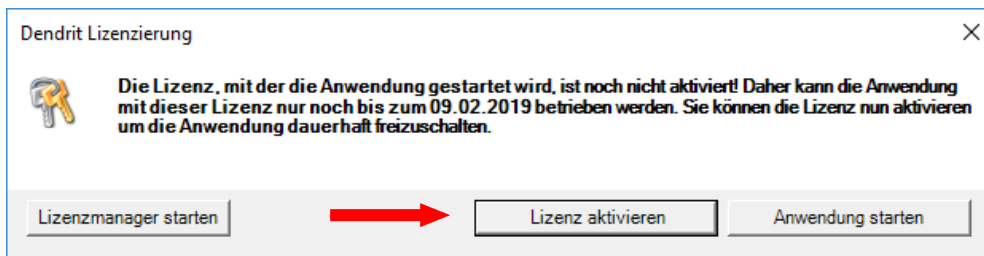 Dendrit Lizenzierung
Die Lizenz, mit der die Anwendung gestartet wird, ist noch nicht aktiviert! Daher kann die Anwendung
mit dieser Lizenz nur noch bis zum 09.02.2019 betrieben werden. Sie können die Lizenz nun aktivieren
um die Anwendung dauerhaft freizuschalten.
Lizenzmanager starten
Lizenz aktivieren
Anwendung starten